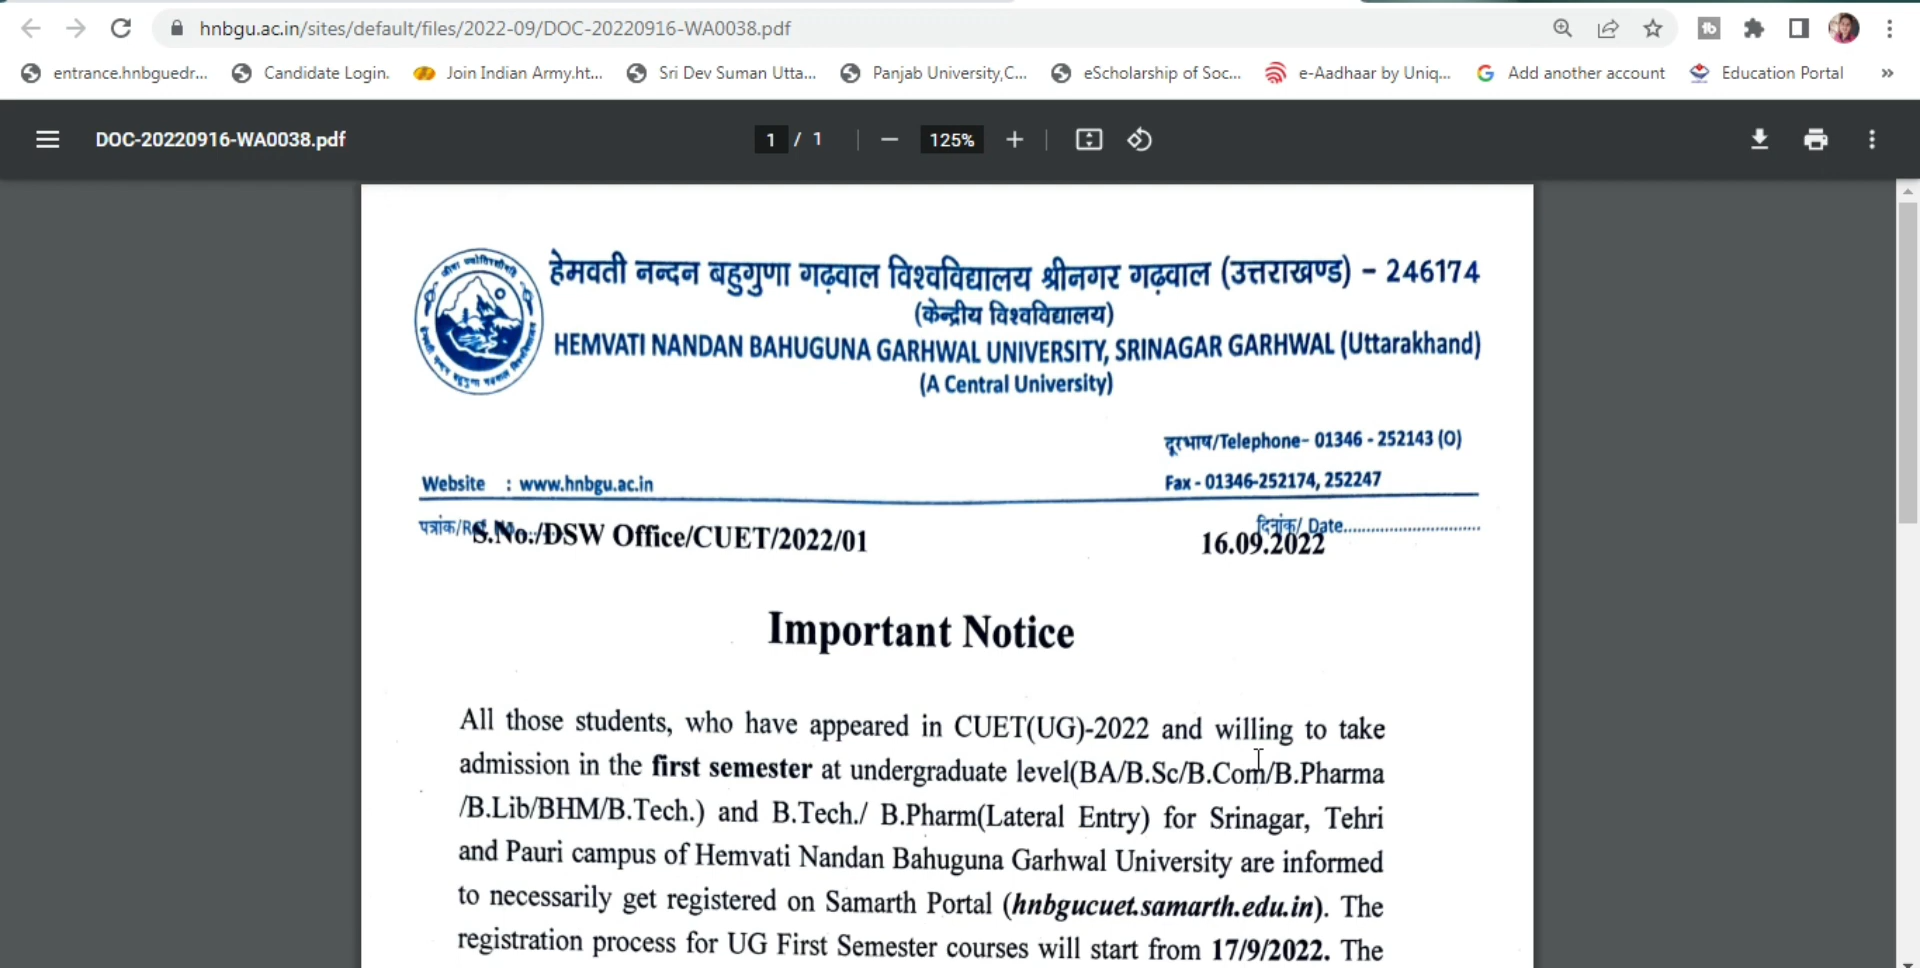 hnbgu.ac.in/sites/default/files/2022-09/DOC-20220916-WA0038.pdf
entrance.hnbguedr... Candidate Login. Join Indian Army.ht... Sri Dev Suman Utta... Panjab University,C... eScholarship of Soc... e-Aadhaar by Uniq... Add another account Education Portal »
DOC-20220916-WA0038.pdf 1 / 1 125%
हेमवती नन्दन बहुगुणा गढ़वाल विश्वविद्यालय श्रीनगर गढ़वाल (उत्तराखण्ड) - 246174
(केन्द्रीय विश्वविद्यालय)
HEMVATI NANDAN BAHUGUNA GARHWAL UNIVERSITY, SRINAGAR GARHWAL (Uttarakhand)
(A Central University)
दूरभाष/Telephone- 01346 - 252143 (O)
Website : www.hnbgu.ac.in Fax - 01346-252174, 252247
पत्रांक/Ref. No. दिनांक/ Date..............................
S.No./DSW Office/CUET/2022/01 16.09.2022
Important Notice
All those students, who have appeared in CUET(UG)-2022 and willing to take
admission in the first semester at undergraduate level(BA/B.Sc/B.Com/B.Pharma
/B.Lib/BHM/B.Tech.) and B.Tech./ B.Pharm(Lateral Entry) for Srinagar, Tehri
and Pauri campus of Hemvati Nandan Bahuguna Garhwal University are informed
to necessarily get registered on Samarth Portal (hnbgucuet.samarth.edu.in). The
registration process for UG First Semester courses will start from 17/9/2022. The